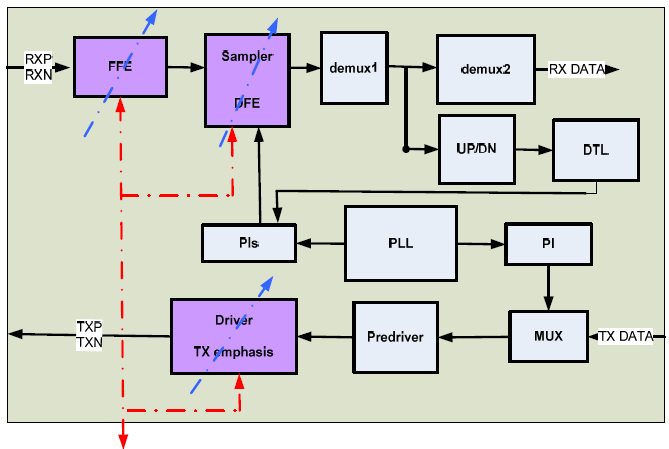 RXP
RXN
FFE
Sampler
DFE
demux1
demux2
RX DATA
UP/DN
DTL
PIs
PLL
PI
TXP
TXN
Driver
TX emphasis
Predriver
MUX
TX DATA